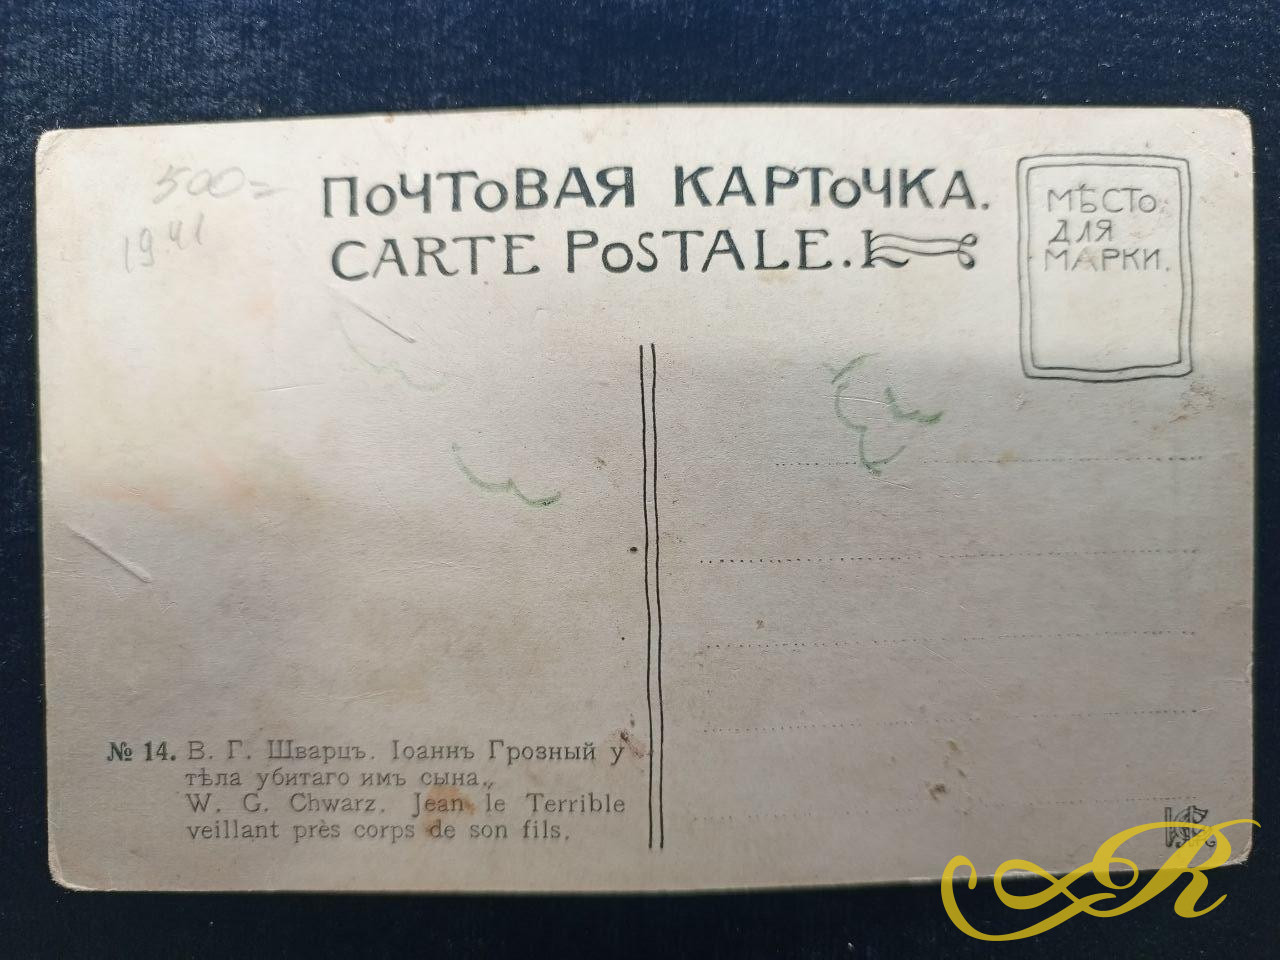 500=
1941
ПОЧТОВАЯ КАРТОЧКА.
CARTE POSTALE.
МѢСТО
ДЛЯ
МАРКИ.
№ 14. В. Г. Шварцъ. Іоаннъ Грозный у
тѣла убитаго имъ сына.
W. G. Chwarz. Jean le Terrible
veillant près corps de son fils.
R